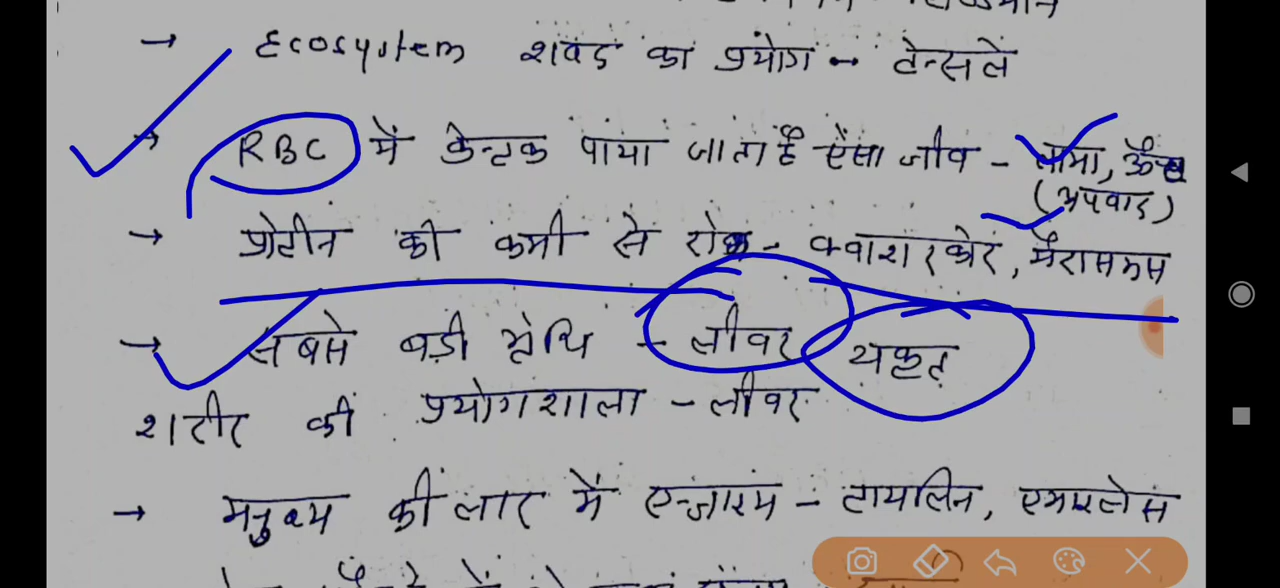 → Ecosystem शब्द का प्रयोग - टेन्सले
→ RBC में केन्द्रक पाया जाता है ऐसा जीव - लामा, ऊँट
(अपवाद)
→ प्रोटीन की कमी से रोग - क्वाशरकोर, मैरासमस
→ सबसे बड़ी ग्रंथि - लीवर यकृत
शरीर की प्रयोगशाला - लीवर
→ मनुष्य की लार में एन्जाइम - टायलिन, एमाइलेस